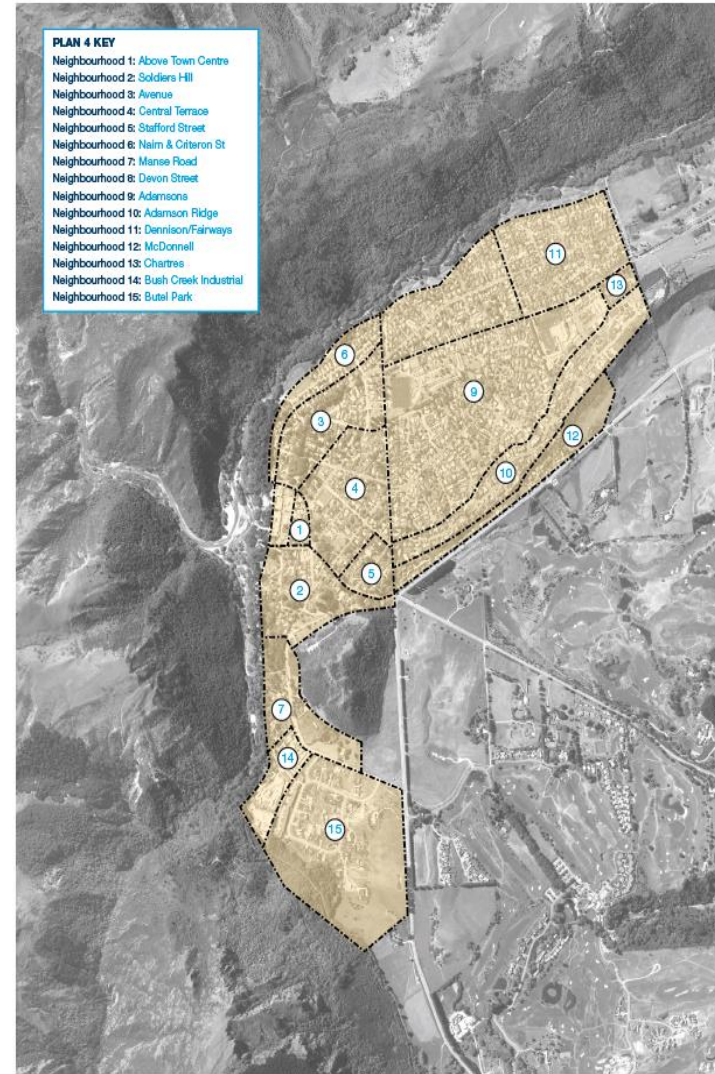 PLAN 4 KEY
Neighbourhood 1: Above Town Centre
Neighbourhood 2: Soldiers Hill
Neighbourhood 3: Avenue
Neighbourhood 4: Central Terrace
Neighbourhood 5: Stafford Street
Neighbourhood 6: Nairn & Criteron St
Neighbourhood 7: Manse Road
Neighbourhood 8: Devon Street
Neighbourhood 9: Adamsons
Neighbourhood 10: Adamson Ridge
Neighbourhood 11: Dennison/Fairways
Neighbourhood 12: McDonnell
Neighbourhood 13: Chartres
Neighbourhood 14: Bush Creek Industrial
Neighbourhood 15: Butel Park
11
13
6
9
3
12
10
4
1
5
2
7
14
15